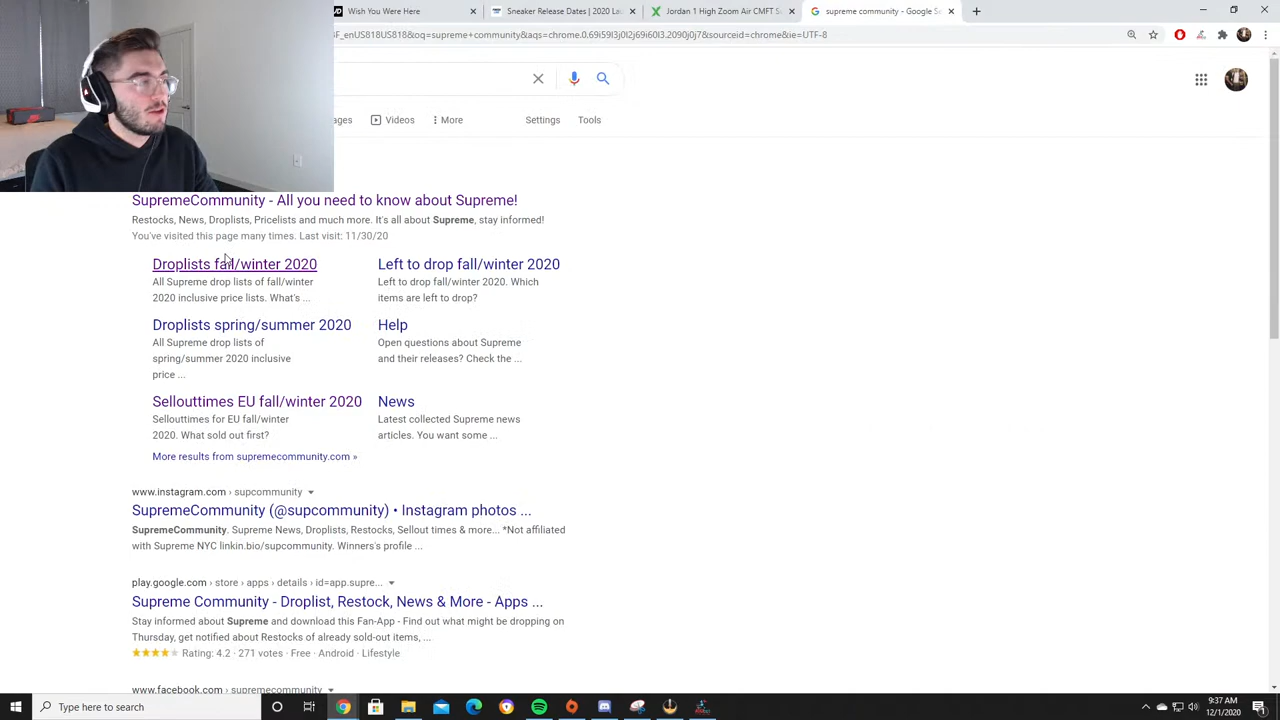 WD Wish Your Here
Sneaker Release Dates | 2020 La
Jordan 1 High Zoom Air CMFT S
google supreme community - Go
F_enUS818US818&oq=supreme+community&aqs=chrome.0.69i59l3j0l2j69i60l3.2090j0j7&sourceid=chrome&ie=UTF-8
ages
Videos
More
Settings
Tools
SupremeCommunity - All you need to know about Supreme!
Restocks, News, Droplists, Pricelists and much more. It's all about Supreme, stay informed!
You've visited this page many times. Last visit: 11/30/20
Droplists fall/winter 2020
All Supreme drop lists of fall/winter
2020 inclusive price lists. What's ...
Left to drop fall/winter 2020
Left to drop fall/winter 2020. Which
items are left to drop?
Droplists spring/summer 2020
All Supreme drop lists of
spring/summer 2020 inclusive
price ...
Help
Open questions about Supreme
and their releases? Check the ...
Sellouttimes EU fall/winter 2020
Sellouttimes for EU fall/winter
2020. What sold out first?
News
Latest collected Supreme news
articles. You want some ...
More results from supremecommunity.com »
www.instagram.com › supcommunity
SupremeCommunity (@supcommunity) • Instagram photos ...
SupremeCommunity. Supreme News, Droplists, Restocks, Sellout times & more... *Not affiliated
with Supreme NYC linkin.bio/supcommunity. Winners's profile ...
play.google.com › store › apps › details › id=app.supre...
Supreme Community - Droplist, Restock, News & More - Apps ...
Stay informed about Supreme and download this Fan-App - Find out what might be dropping on
Thursday, get notified about Restocks of already sold-out items, ...
Rating: 4.2 · 271 votes · Free · Android · Lifestyle
www.facebook.com › supremecommunity
Type here to search
9:37 AM
12/1/2020